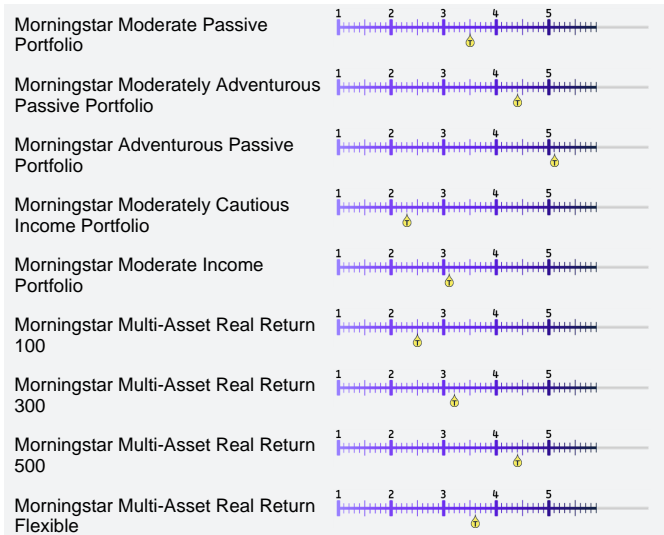 Morningstar Moderate Passive
Portfolio
1 2 3 4 5
T
Morningstar Moderately Adventurous
Passive Portfolio
1 2 3 4 5
T
Morningstar Adventurous Passive
Portfolio
1 2 3 4 5
T
Morningstar Moderately Cautious
Income Portfolio
1 2 3 4 5
T
Morningstar Moderate Income
Portfolio
1 2 3 4 5
T
Morningstar Multi-Asset Real Return
100
1 2 3 4 5
T
Morningstar Multi-Asset Real Return
300
1 2 3 4 5
T
Morningstar Multi-Asset Real Return
500
1 2 3 4 5
T
Morningstar Multi-Asset Real Return
Flexible
1 2 3 4 5
T